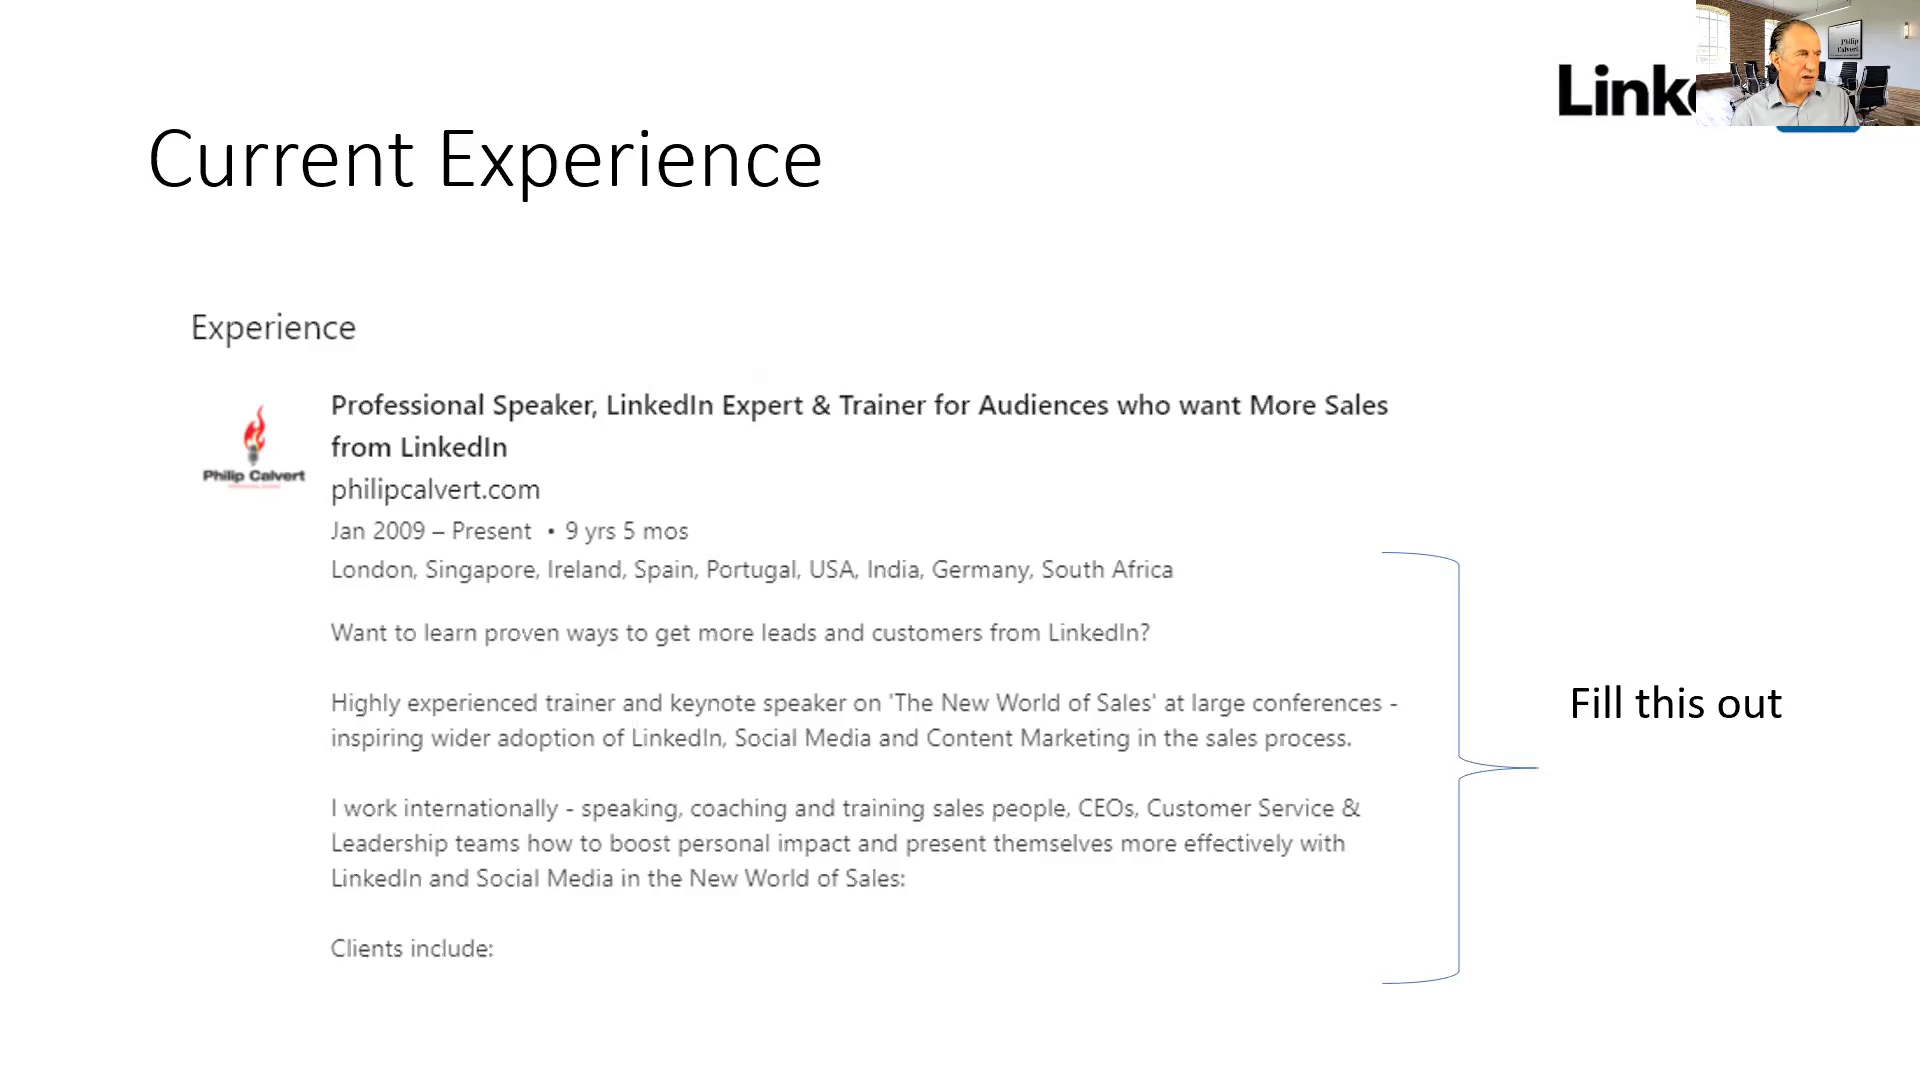 Linke
Philip
Calvert
Current Experience
Experience
Philip Calvert
Professional Speaker, LinkedIn Expert & Trainer for Audiences who want More Sales
from LinkedIn
philipcalvert.com
Jan 2009 – Present • 9 yrs 5 mos
London, Singapore, Ireland, Spain, Portugal, USA, India, Germany, South Africa
Want to learn proven ways to get more leads and customers from LinkedIn?
Highly experienced trainer and keynote speaker on 'The New World of Sales' at large conferences -
inspiring wider adoption of LinkedIn, Social Media and Content Marketing in the sales process.
I work internationally - speaking, coaching and training sales people, CEOs, Customer Service &
Leadership teams how to boost personal impact and present themselves more effectively with
LinkedIn and Social Media in the New World of Sales:
Clients include:
Fill this out